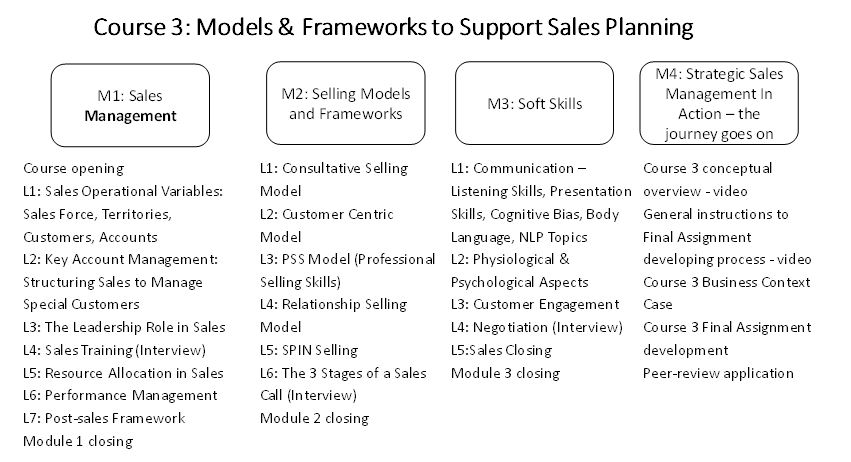 Course 3: Models & Frameworks to Support Sales Planning
M1: Sales
Management
Course opening
L1: Sales Operational Variables:
Sales Force, Territories,
Customers, Accounts
L2: Key Account Management:
Structuring Sales to Manage
Special Customers
L3: The Leadership Role in Sales
L4: Sales Training (Interview)
L5: Resource Allocation in Sales
L6: Performance Management
L7: Post-sales Framework
Module 1 closing
M2: Selling Models
and Frameworks
L1: Consultative Selling
Model
L2: Customer Centric
Model
L3: PSS Model (Professional
Selling Skills)
L4: Relationship Selling
Model
L5: SPIN Selling
L6: The 3 Stages of a Sales
Call (Interview)
Module 2 closing
M3: Soft Skills
L1: Communication –
Listening Skills, Presentation
Skills, Cognitive Bias, Body
Language, NLP Topics
L2: Physiological &
Psychological Aspects
L3: Customer Engagement
L4: Negotiation (Interview)
L5:Sales Closing
Module 3 closing
M4: Strategic Sales
Management In
Action – the
journey goes on
Course 3 conceptual
overview - video
General instructions to
Final Assignment
developing process - video
Course 3 Business Context
Case
Course 3 Final Assignment
development
Peer-review application